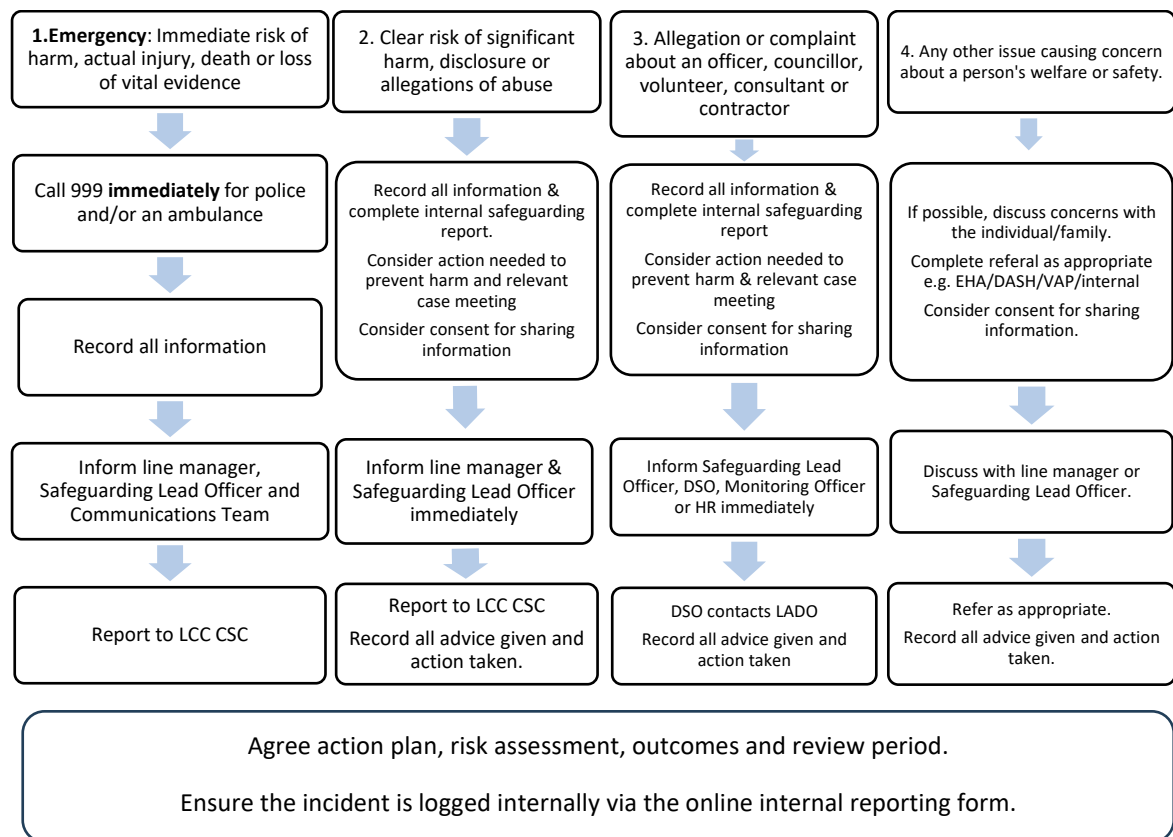 1.Emergency: Immediate risk of
harm, actual injury, death or loss
of vital evidence
Call 999 immediately for police
and/or an ambulance
Record all information
Inform line manager,
Safeguarding Lead Officer and
Communications Team
Report to LCC CSC
2. Clear risk of significant
harm, disclosure or
allegations of abuse
Record all information &
complete internal safeguarding
report.
Consider action needed to
prevent harm and relevant
case meeting
Consider consent for sharing
information
Inform line manager &
Safeguarding Lead Officer
immediately
Report to LCC CSC
Record all advice given and
action taken.
3. Allegation or complaint
about an officer, councillor,
volunteer, consultant or
contractor
Record all information &
complete internal safeguarding
report
Consider action needed to
prevent harm & relevant case
meeting
Consider consent for sharing
information
Inform Safeguarding Lead
Officer, DSO, Monitoring Officer
or HR immediately
DSO contacts LADO
Record all advice given and
action taken
4. Any other issue causing concern
about a person's welfare or safety.
If possible, discuss concerns with
the individual/family.
Complete referal as appropriate
e.g. EHA/DASH/VAP/internal
Consider consent for sharing
information.
Discuss with line manager or
Safeguarding Lead Officer.
Refer as appropriate.
Record all advice given and action
taken.
Agree action plan, risk assessment, outcomes and review period.
Ensure the incident is logged internally via the online internal reporting form.